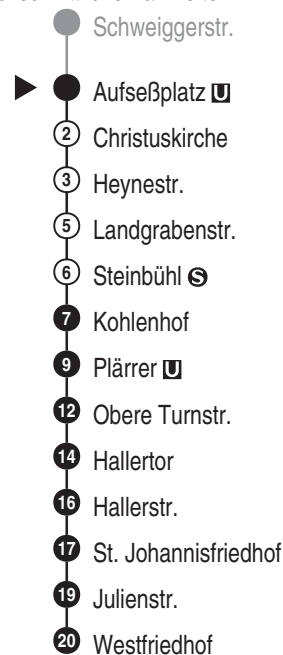 Schweiggerstr.
Aufseßplatz U
2 Christuskirche
3 Heynestr.
5 Landgrabenstr.
6 Steinbühl S
7 Kohlenhof
9 Plärrer U
12 Obere Turnstr.
14 Hallertor
16 Hallerstr.
17 St. Johannisfriedhof
19 Julienstr.
20 Westfriedhof